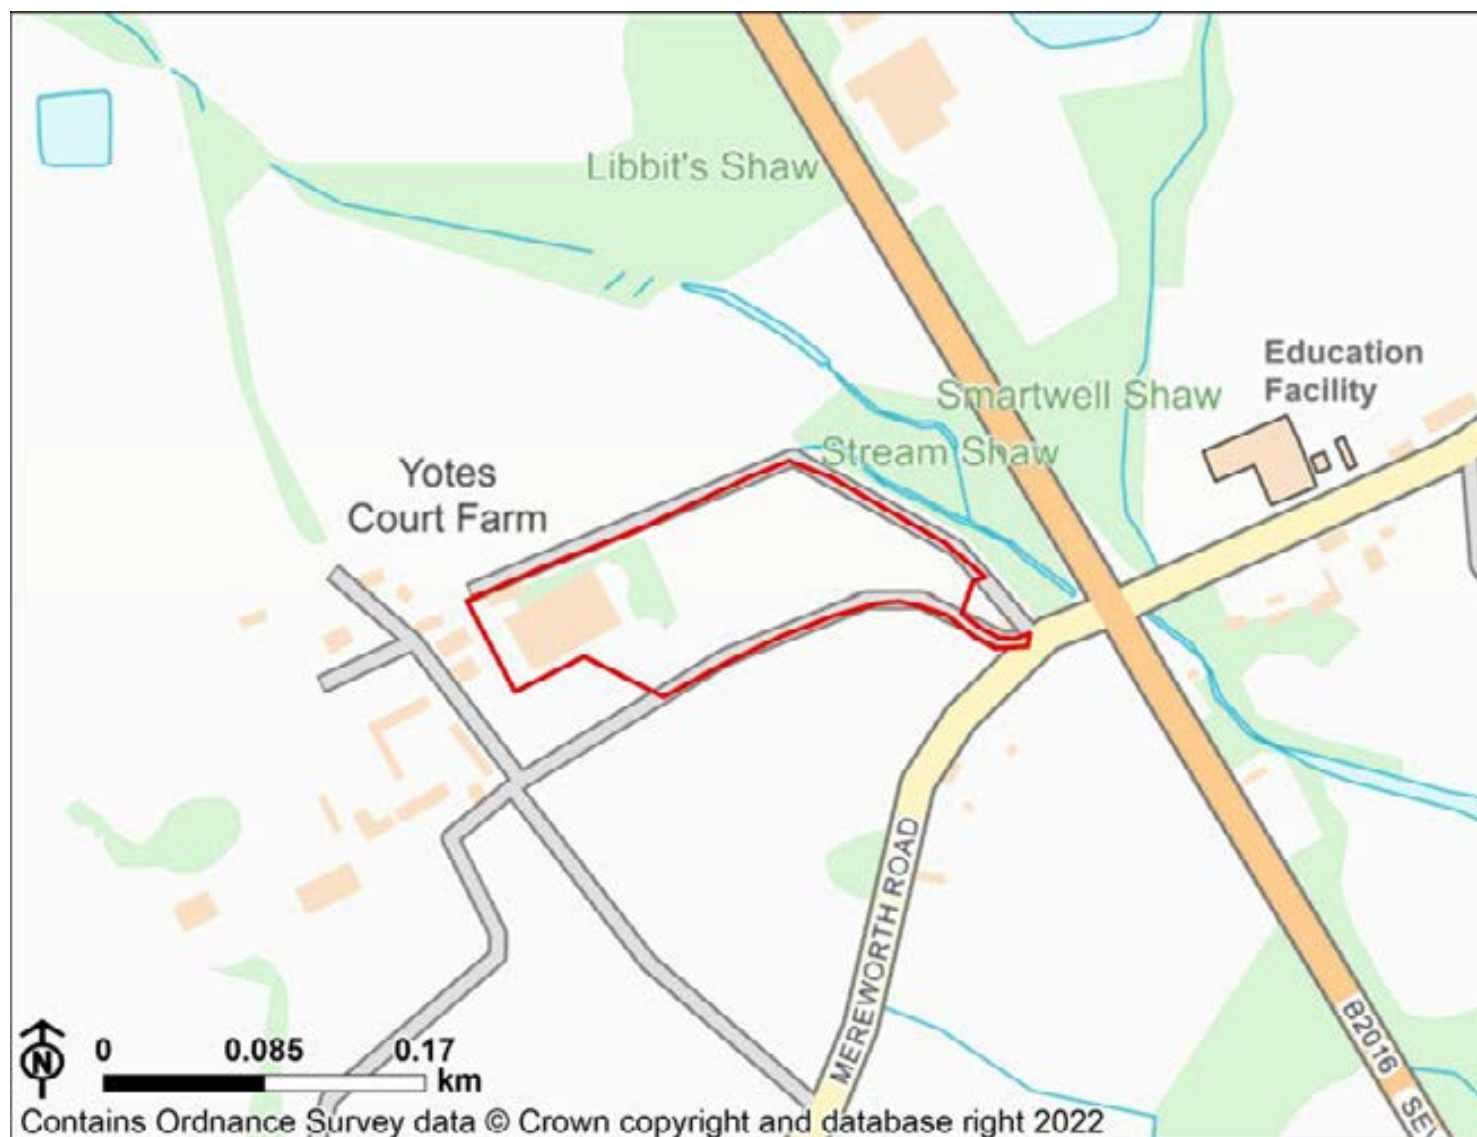 Libbit's Shaw
Education
Facility
Smartwell Shaw
Stream Shaw
Yotes
Court Farm
MEREWORTH ROAD
B2016
N
0 0.085 0.17
km
Contains Ordnance Survey data © Crown copyright and database right 2022